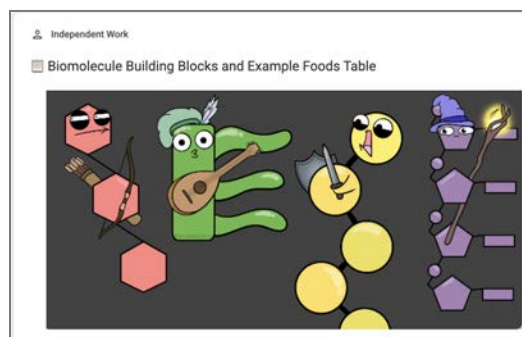 Independent Work
Biomolecule Building Blocks and Example Foods Table